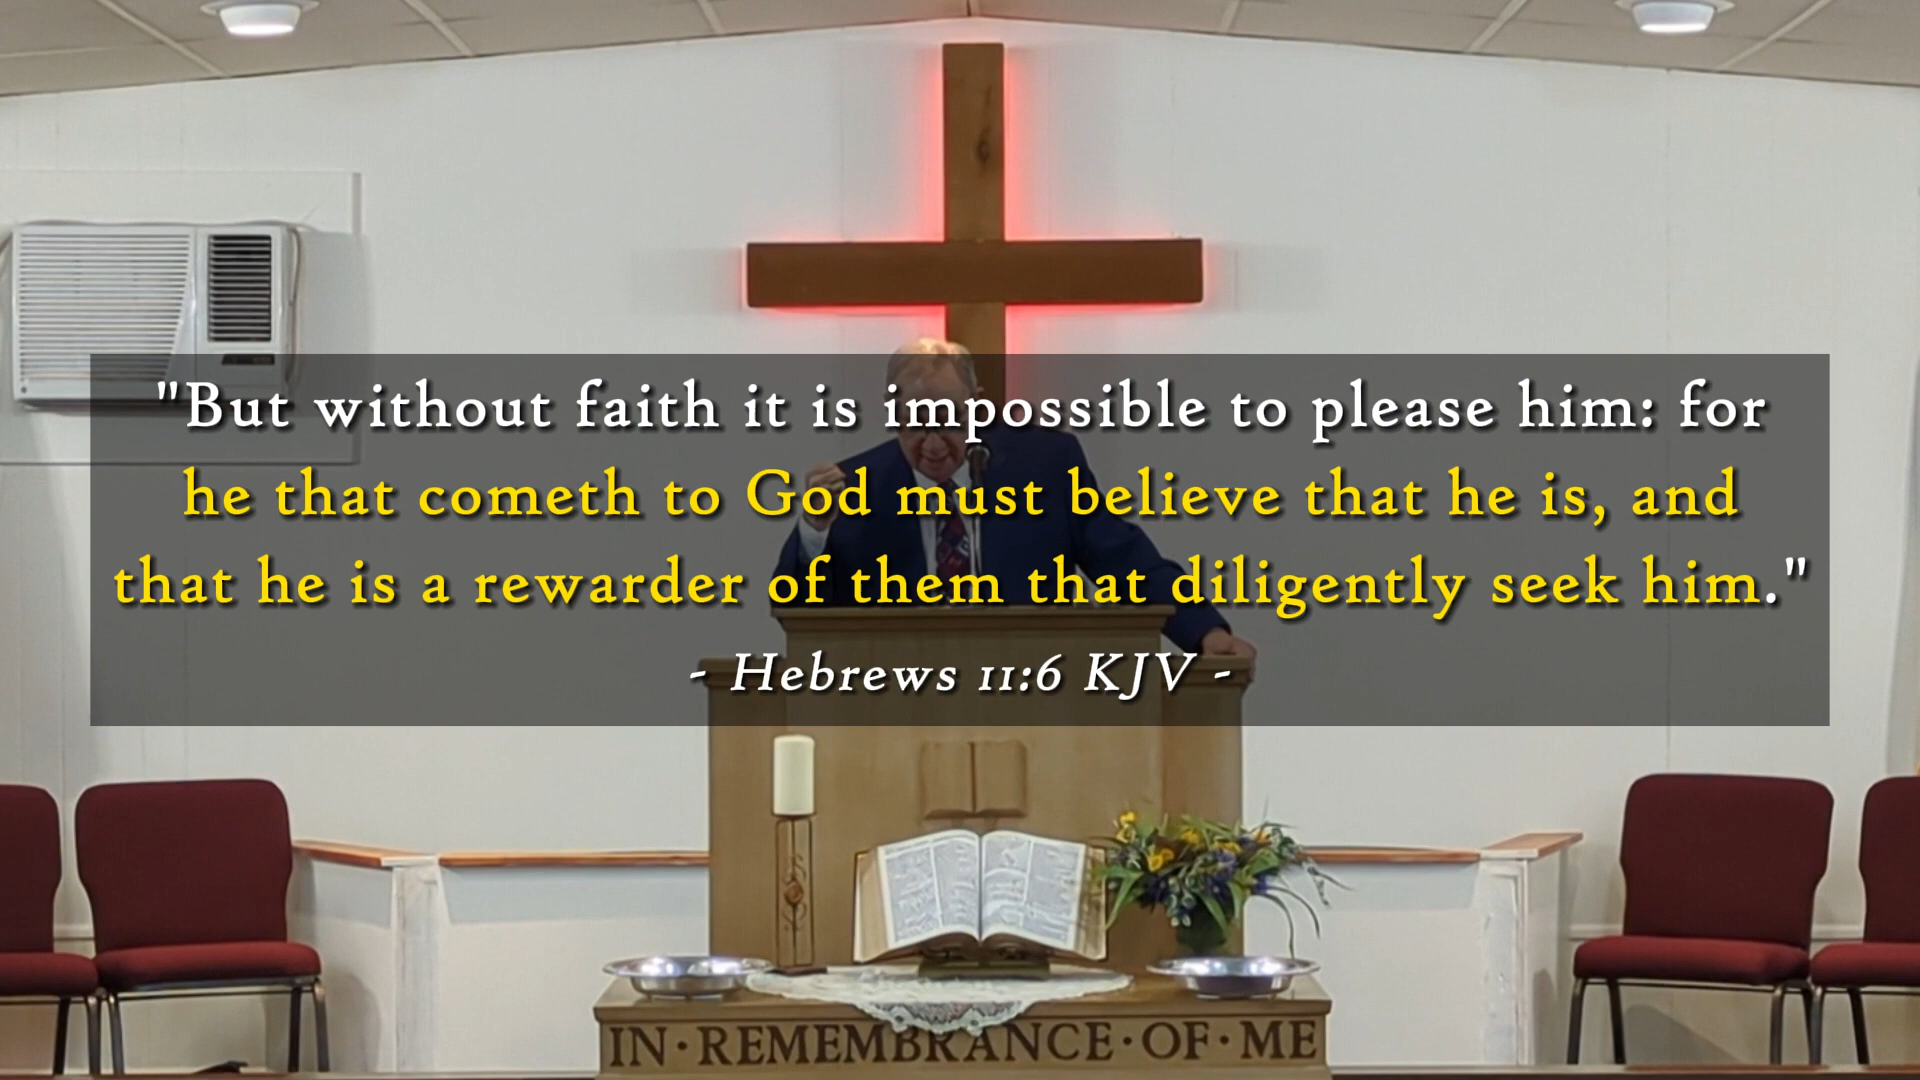 "But without faith it is impossible to please him: for
he that cometh to God must believe that he is, and
that he is a rewarder of them that diligently seek him."
- Hebrews 11:6 KJV -
IN·REMEMBRANCE·OF·ME